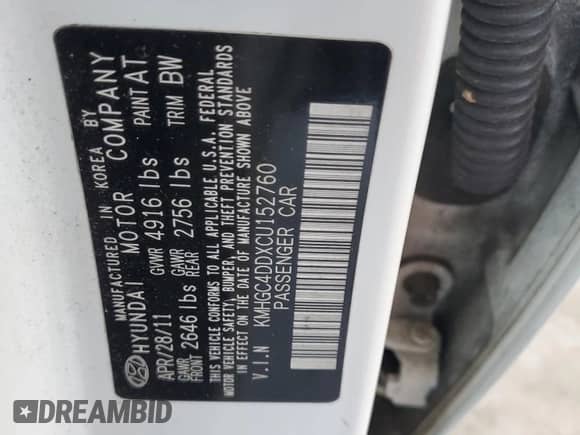 MANUFACTURED IN KOREA BY
HYUNDAI MOTOR COMPANY
APR/28/11 GVWR 4916 lbs PAINT AT
GAWR FRONT 2646 lbs GAWR REAR 2756 lbs TRIM BW
THIS VEHICLE CONFORMS TO ALL APPLICABLE U.S.A. FEDERAL
MOTOR VEHICLE SAFETY, BUMPER, AND THEFT PREVENTION STANDARDS
IN EFFECT ON THE DATE OF MANUFACTURE SHOWN ABOVE
V.I.N KMHGC4DDXCU152760
PASSENGER CAR
DREAMBID